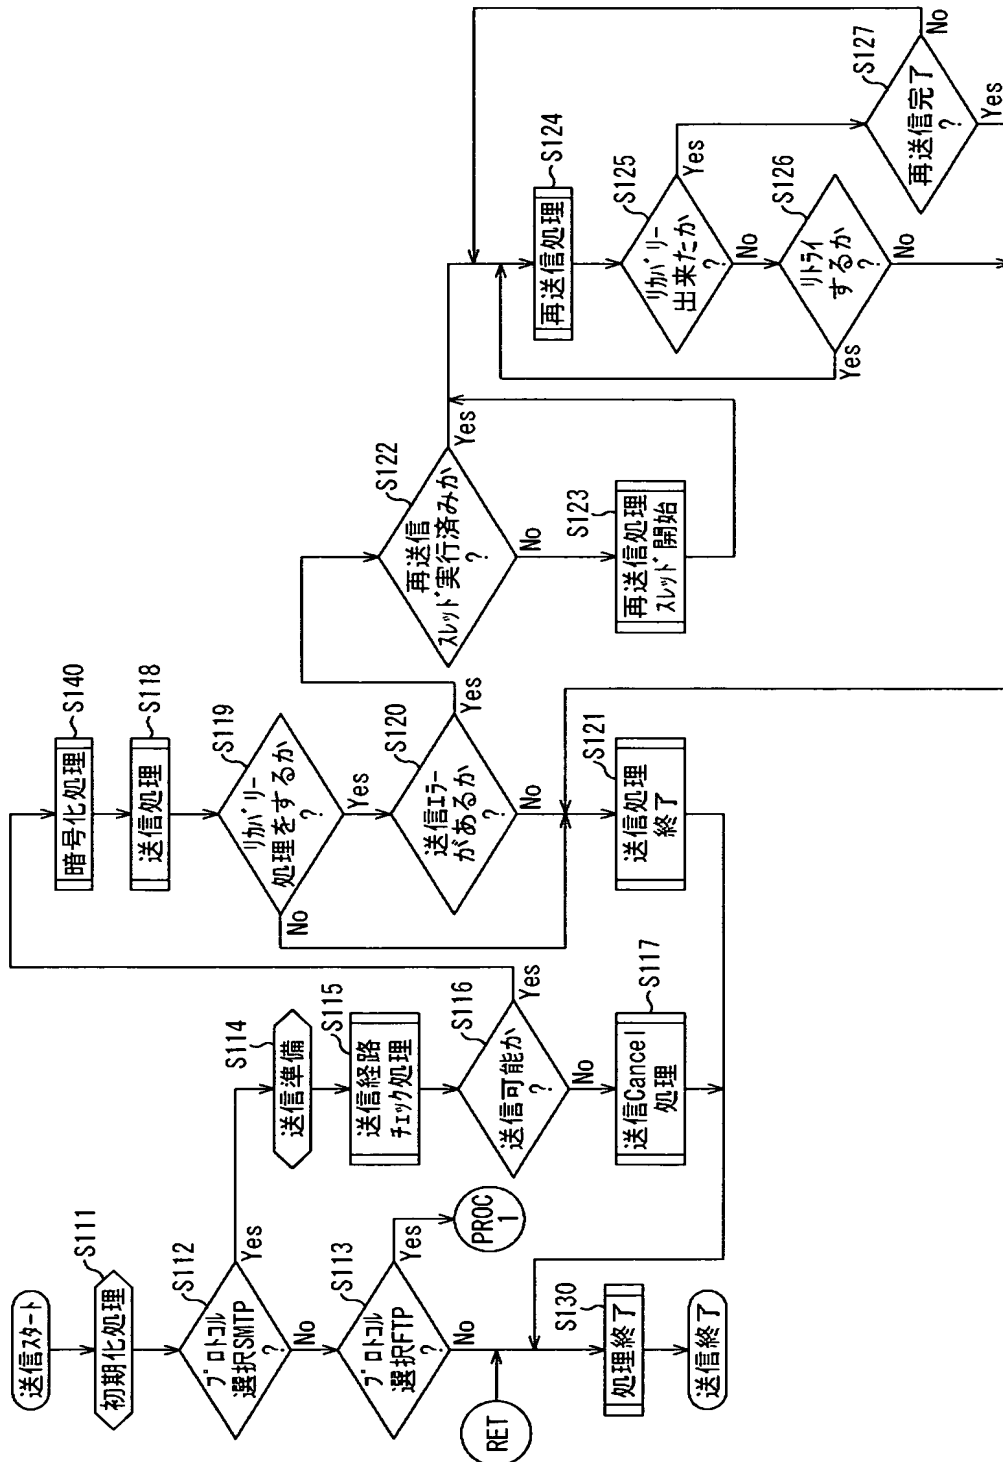 送信スタート
S111
初期化処理
S112
プロトコル
選択SMTP
?
Yes
No
S113
プロトコル
選択FTP
?
Yes
No
PROC
1
RET
S130
処理終了
送信終了
S114
送信準備
S115
送信経路
チェック処理
S116
送信可能か
?
Yes
No
S117
送信Cancel
処理
S140
暗号化処理
S118
送信処理
S119
リカバリー
処理をするか
?
Yes
No
S120
送信エラー
があるか
?
Yes
No
S121
送信処理
終了
S122
再送信
スレッド実行済みか
?
Yes
No
S123
再送信処理
スレッド開始
S124
再送信処理
S125
リカバリー
出来たか
?
Yes
No
S126
リトライ
するか
?
Yes
No
S127
再送信完了
?
No
Yes